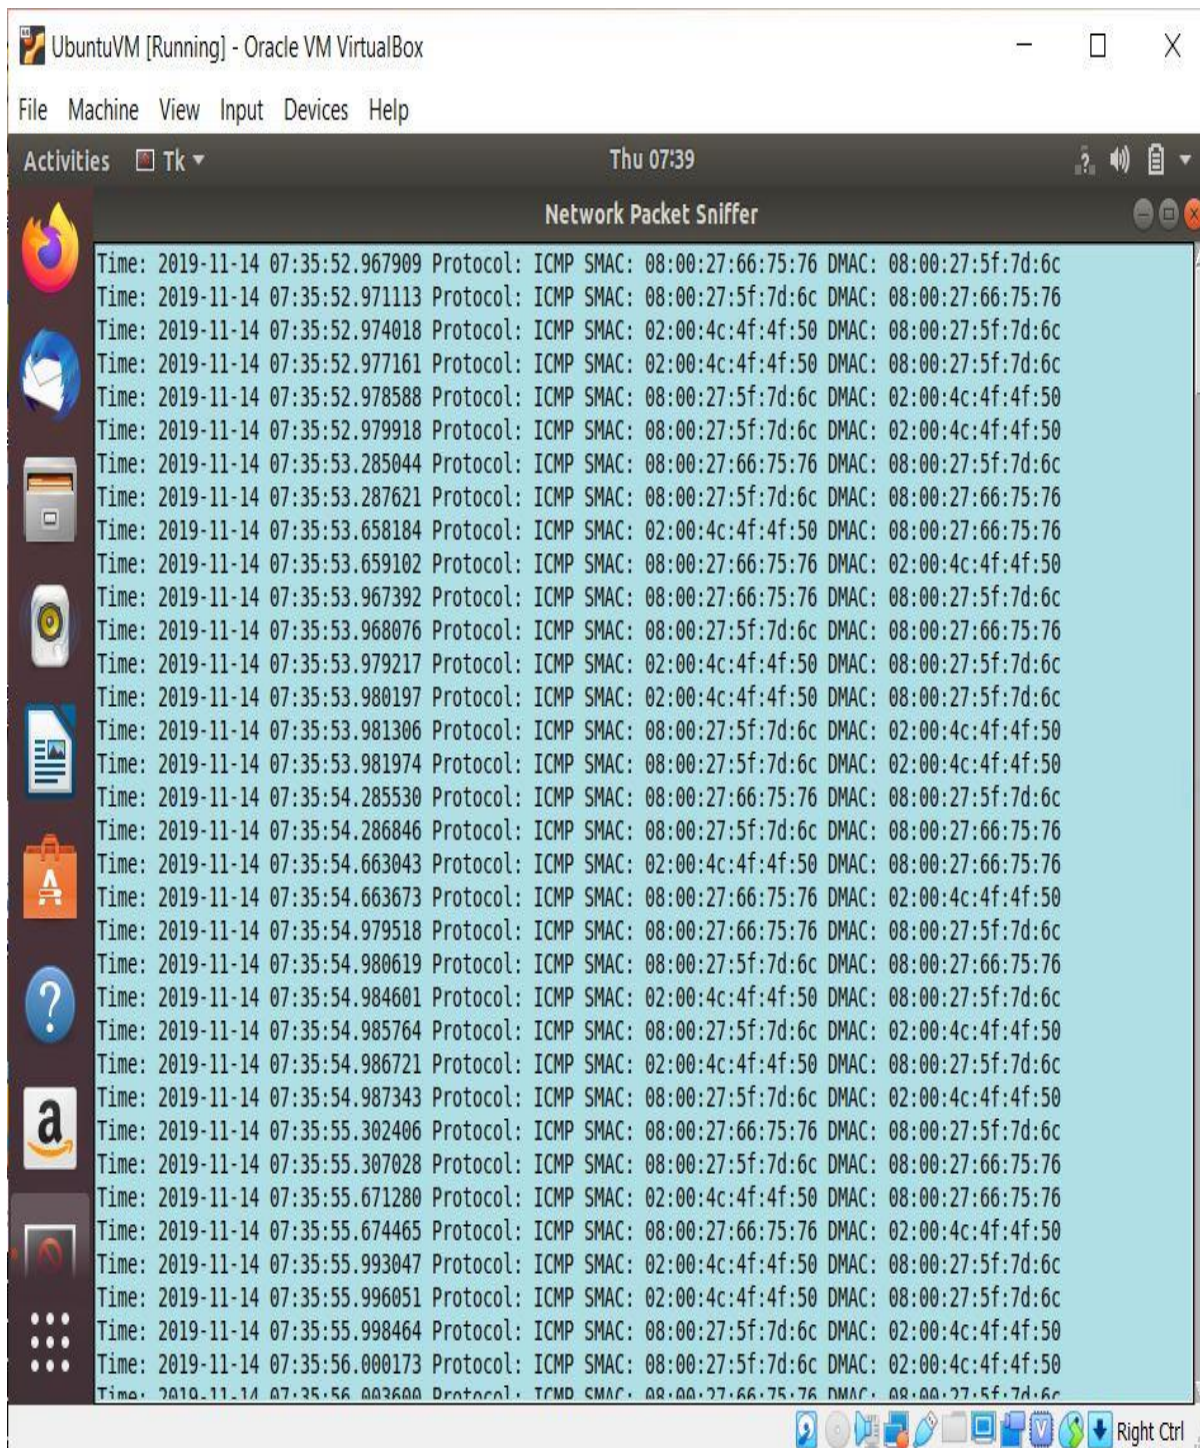 UbuntuVM [Running] - Oracle VM VirtualBox
File Machine View Input Devices Help
Activities Tk Thu 07:39
Network Packet Sniffer
Time: 2019-11-14 07:35:52.967909 Protocol: ICMP SMAC: 08:00:27:66:75:76 DMAC: 08:00:27:5f:7d:6c
Time: 2019-11-14 07:35:52.971113 Protocol: ICMP SMAC: 08:00:27:5f:7d:6c DMAC: 08:00:27:66:75:76
Time: 2019-11-14 07:35:52.974018 Protocol: ICMP SMAC: 02:00:4c:4f:4f:50 DMAC: 08:00:27:5f:7d:6c
Time: 2019-11-14 07:35:52.977161 Protocol: ICMP SMAC: 02:00:4c:4f:4f:50 DMAC: 08:00:27:5f:7d:6c
Time: 2019-11-14 07:35:52.978588 Protocol: ICMP SMAC: 08:00:27:5f:7d:6c DMAC: 02:00:4c:4f:4f:50
Time: 2019-11-14 07:35:52.979918 Protocol: ICMP SMAC: 08:00:27:5f:7d:6c DMAC: 02:00:4c:4f:4f:50
Time: 2019-11-14 07:35:53.285044 Protocol: ICMP SMAC: 08:00:27:66:75:76 DMAC: 08:00:27:5f:7d:6c
Time: 2019-11-14 07:35:53.287621 Protocol: ICMP SMAC: 08:00:27:5f:7d:6c DMAC: 08:00:27:66:75:76
Time: 2019-11-14 07:35:53.658184 Protocol: ICMP SMAC: 02:00:4c:4f:4f:50 DMAC: 08:00:27:66:75:76
Time: 2019-11-14 07:35:53.659102 Protocol: ICMP SMAC: 08:00:27:66:75:76 DMAC: 02:00:4c:4f:4f:50
Time: 2019-11-14 07:35:53.967392 Protocol: ICMP SMAC: 08:00:27:66:75:76 DMAC: 08:00:27:5f:7d:6c
Time: 2019-11-14 07:35:53.968076 Protocol: ICMP SMAC: 08:00:27:5f:7d:6c DMAC: 08:00:27:66:75:76
Time: 2019-11-14 07:35:53.979217 Protocol: ICMP SMAC: 02:00:4c:4f:4f:50 DMAC: 08:00:27:5f:7d:6c
Time: 2019-11-14 07:35:53.980197 Protocol: ICMP SMAC: 02:00:4c:4f:4f:50 DMAC: 08:00:27:5f:7d:6c
Time: 2019-11-14 07:35:53.981306 Protocol: ICMP SMAC: 08:00:27:5f:7d:6c DMAC: 02:00:4c:4f:4f:50
Time: 2019-11-14 07:35:53.981974 Protocol: ICMP SMAC: 08:00:27:5f:7d:6c DMAC: 02:00:4c:4f:4f:50
Time: 2019-11-14 07:35:54.285530 Protocol: ICMP SMAC: 08:00:27:66:75:76 DMAC: 08:00:27:5f:7d:6c
Time: 2019-11-14 07:35:54.286846 Protocol: ICMP SMAC: 08:00:27:5f:7d:6c DMAC: 08:00:27:66:75:76
Time: 2019-11-14 07:35:54.663043 Protocol: ICMP SMAC: 02:00:4c:4f:4f:50 DMAC: 08:00:27:66:75:76
Time: 2019-11-14 07:35:54.663673 Protocol: ICMP SMAC: 08:00:27:66:75:76 DMAC: 02:00:4c:4f:4f:50
Time: 2019-11-14 07:35:54.979518 Protocol: ICMP SMAC: 08:00:27:66:75:76 DMAC: 08:00:27:5f:7d:6c
Time: 2019-11-14 07:35:54.980619 Protocol: ICMP SMAC: 08:00:27:5f:7d:6c DMAC: 08:00:27:66:75:76
Time: 2019-11-14 07:35:54.984601 Protocol: ICMP SMAC: 02:00:4c:4f:4f:50 DMAC: 08:00:27:5f:7d:6c
Time: 2019-11-14 07:35:54.985764 Protocol: ICMP SMAC: 08:00:27:5f:7d:6c DMAC: 02:00:4c:4f:4f:50
Time: 2019-11-14 07:35:54.986721 Protocol: ICMP SMAC: 02:00:4c:4f:4f:50 DMAC: 08:00:27:5f:7d:6c
Time: 2019-11-14 07:35:54.987343 Protocol: ICMP SMAC: 08:00:27:5f:7d:6c DMAC: 02:00:4c:4f:4f:50
Time: 2019-11-14 07:35:55.302406 Protocol: ICMP SMAC: 08:00:27:66:75:76 DMAC: 08:00:27:5f:7d:6c
Time: 2019-11-14 07:35:55.307028 Protocol: ICMP SMAC: 08:00:27:5f:7d:6c DMAC: 08:00:27:66:75:76
Time: 2019-11-14 07:35:55.671280 Protocol: ICMP SMAC: 02:00:4c:4f:4f:50 DMAC: 08:00:27:66:75:76
Time: 2019-11-14 07:35:55.674465 Protocol: ICMP SMAC: 08:00:27:66:75:76 DMAC: 02:00:4c:4f:4f:50
Time: 2019-11-14 07:35:55.993047 Protocol: ICMP SMAC: 02:00:4c:4f:4f:50 DMAC: 08:00:27:5f:7d:6c
Time: 2019-11-14 07:35:55.996051 Protocol: ICMP SMAC: 02:00:4c:4f:4f:50 DMAC: 08:00:27:5f:7d:6c
Time: 2019-11-14 07:35:55.998464 Protocol: ICMP SMAC: 08:00:27:5f:7d:6c DMAC: 02:00:4c:4f:4f:50
Time: 2019-11-14 07:35:56.000173 Protocol: ICMP SMAC: 08:00:27:5f:7d:6c DMAC: 02:00:4c:4f:4f:50
Time: 2019-11-14 07:35:56.003600 Protocol: ICMP SMAC: 08:00:27:66:75:76 DMAC: 08:00:27:5f:7d:6c
Right Ctrl